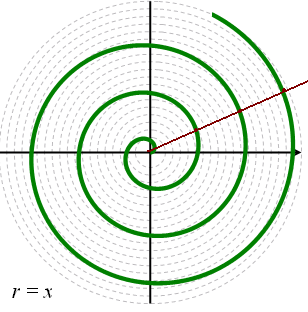 r = x